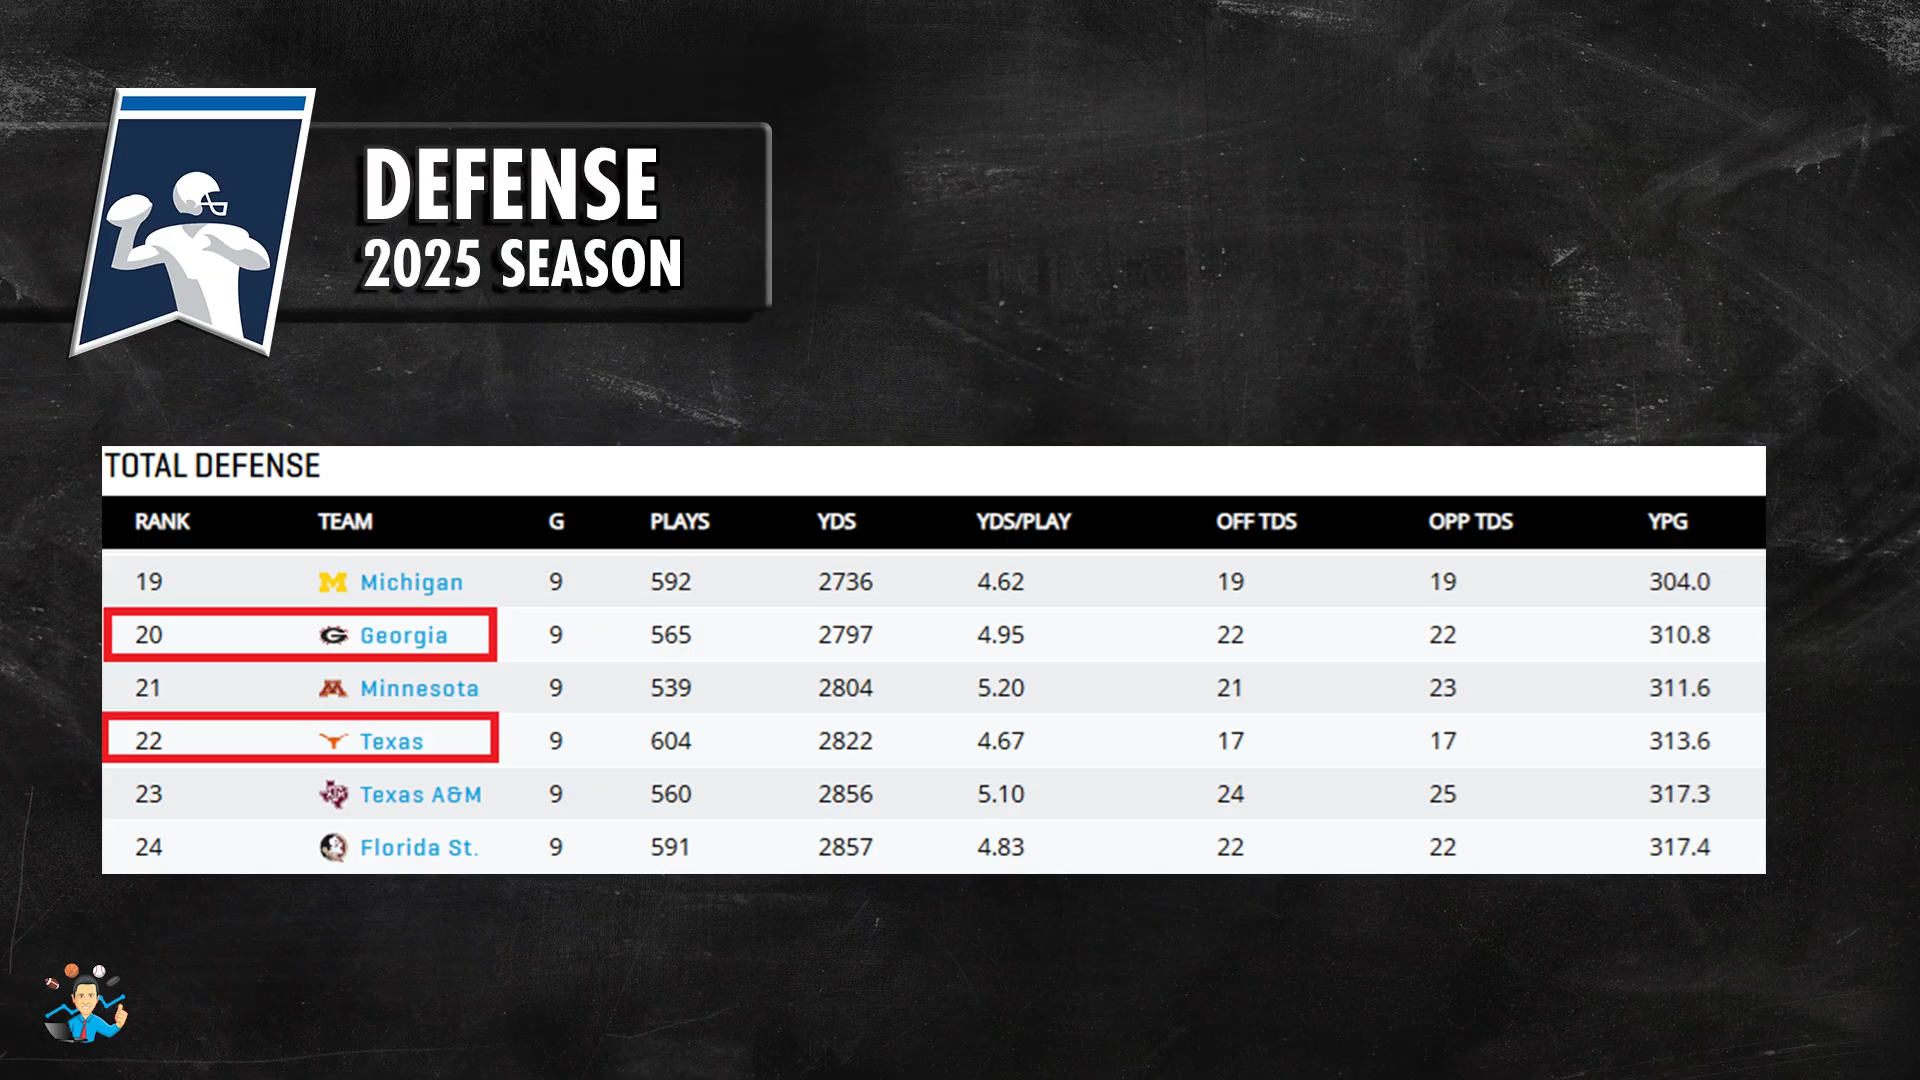 DEFENSE
2025 SEASON
TOTAL DEFENSE
RANK TEAM G PLAYS YDS YDS/PLAY OFF TDS OPP TDS YPG
19 Michigan 9 592 2736 4.62 19 19 304.0
20 Georgia 9 565 2797 4.95 22 22 310.8
21 Minnesota 9 539 2804 5.20 21 23 311.6
22 Texas 9 604 2822 4.67 17 17 313.6
23 Texas A&M 9 560 2856 5.10 24 25 317.3
24 Florida St. 9 591 2857 4.83 22 22 317.4